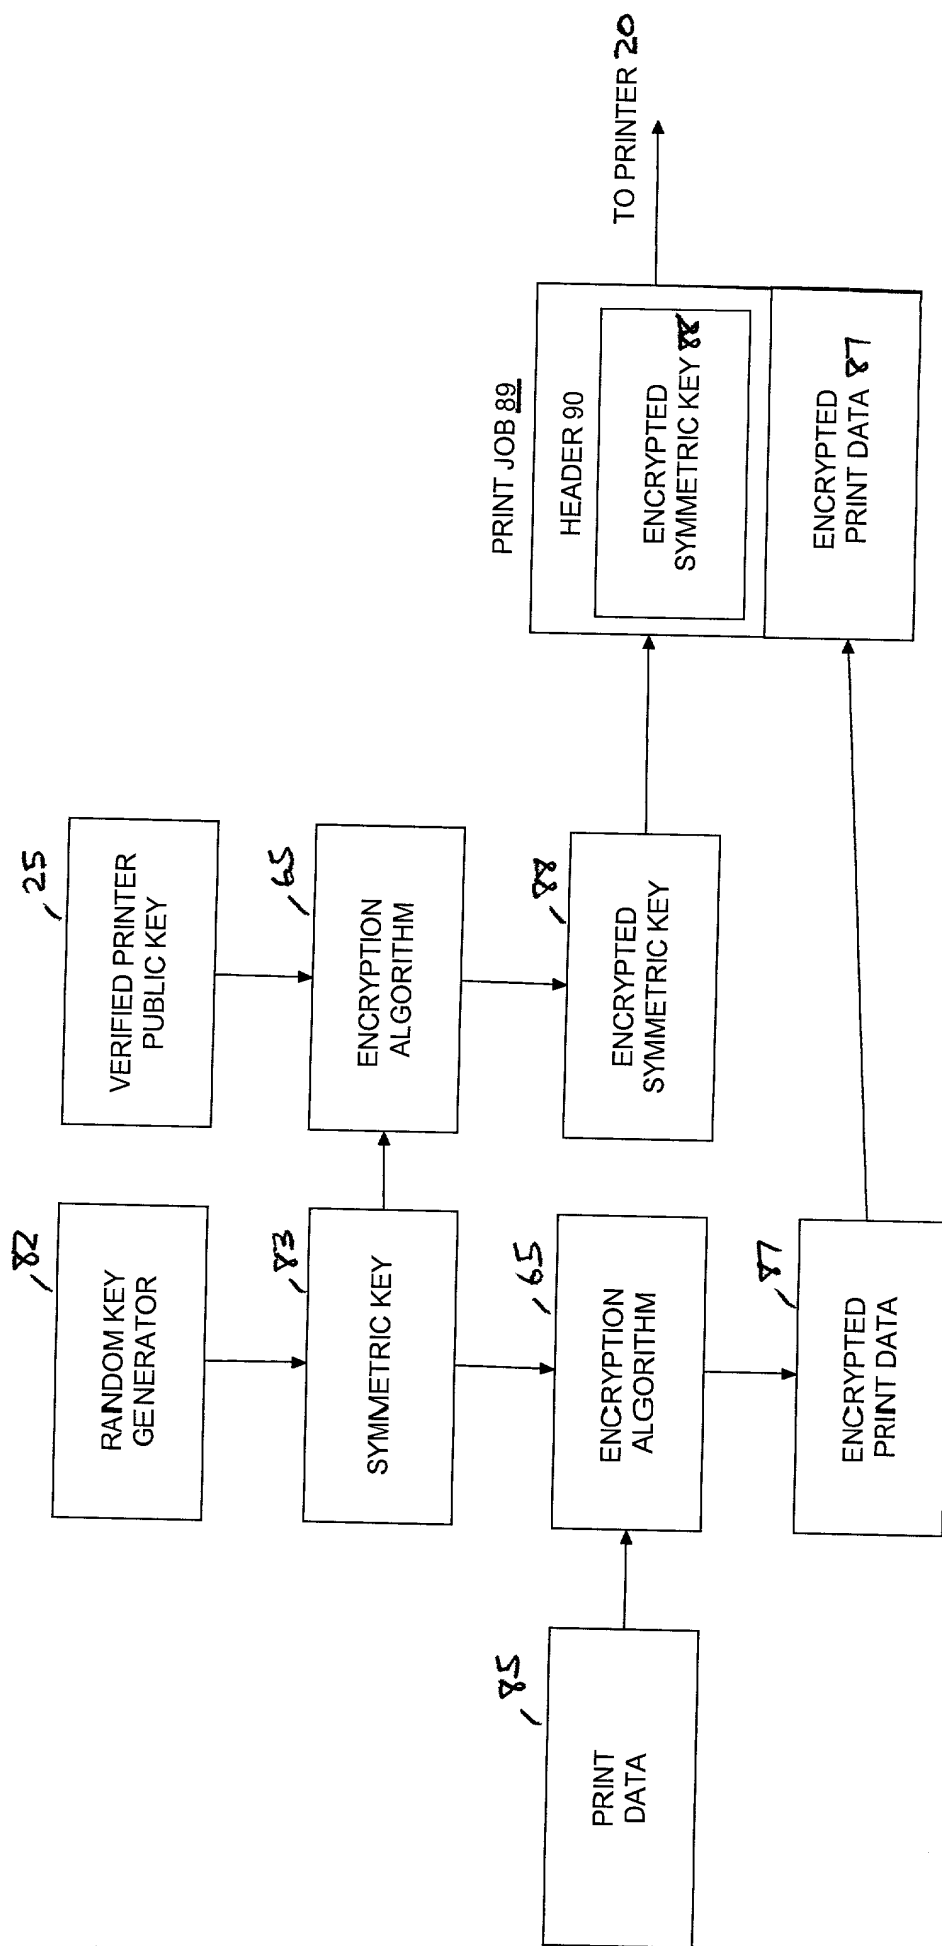 82
RANDOM KEY
GENERATOR
25
VERIFIED PRINTER
PUBLIC KEY
83
SYMMETRIC KEY
65
ENCRYPTION
ALGORITHM
PRINT JOB 89
HEADER 90
ENCRYPTED
SYMMETRIC KEY 88
TO PRINTER 20
85
PRINT
DATA
65
ENCRYPTION
ALGORITHM
88
ENCRYPTED
SYMMETRIC KEY
87
ENCRYPTED
PRINT DATA
ENCRYPTED
PRINT DATA 87